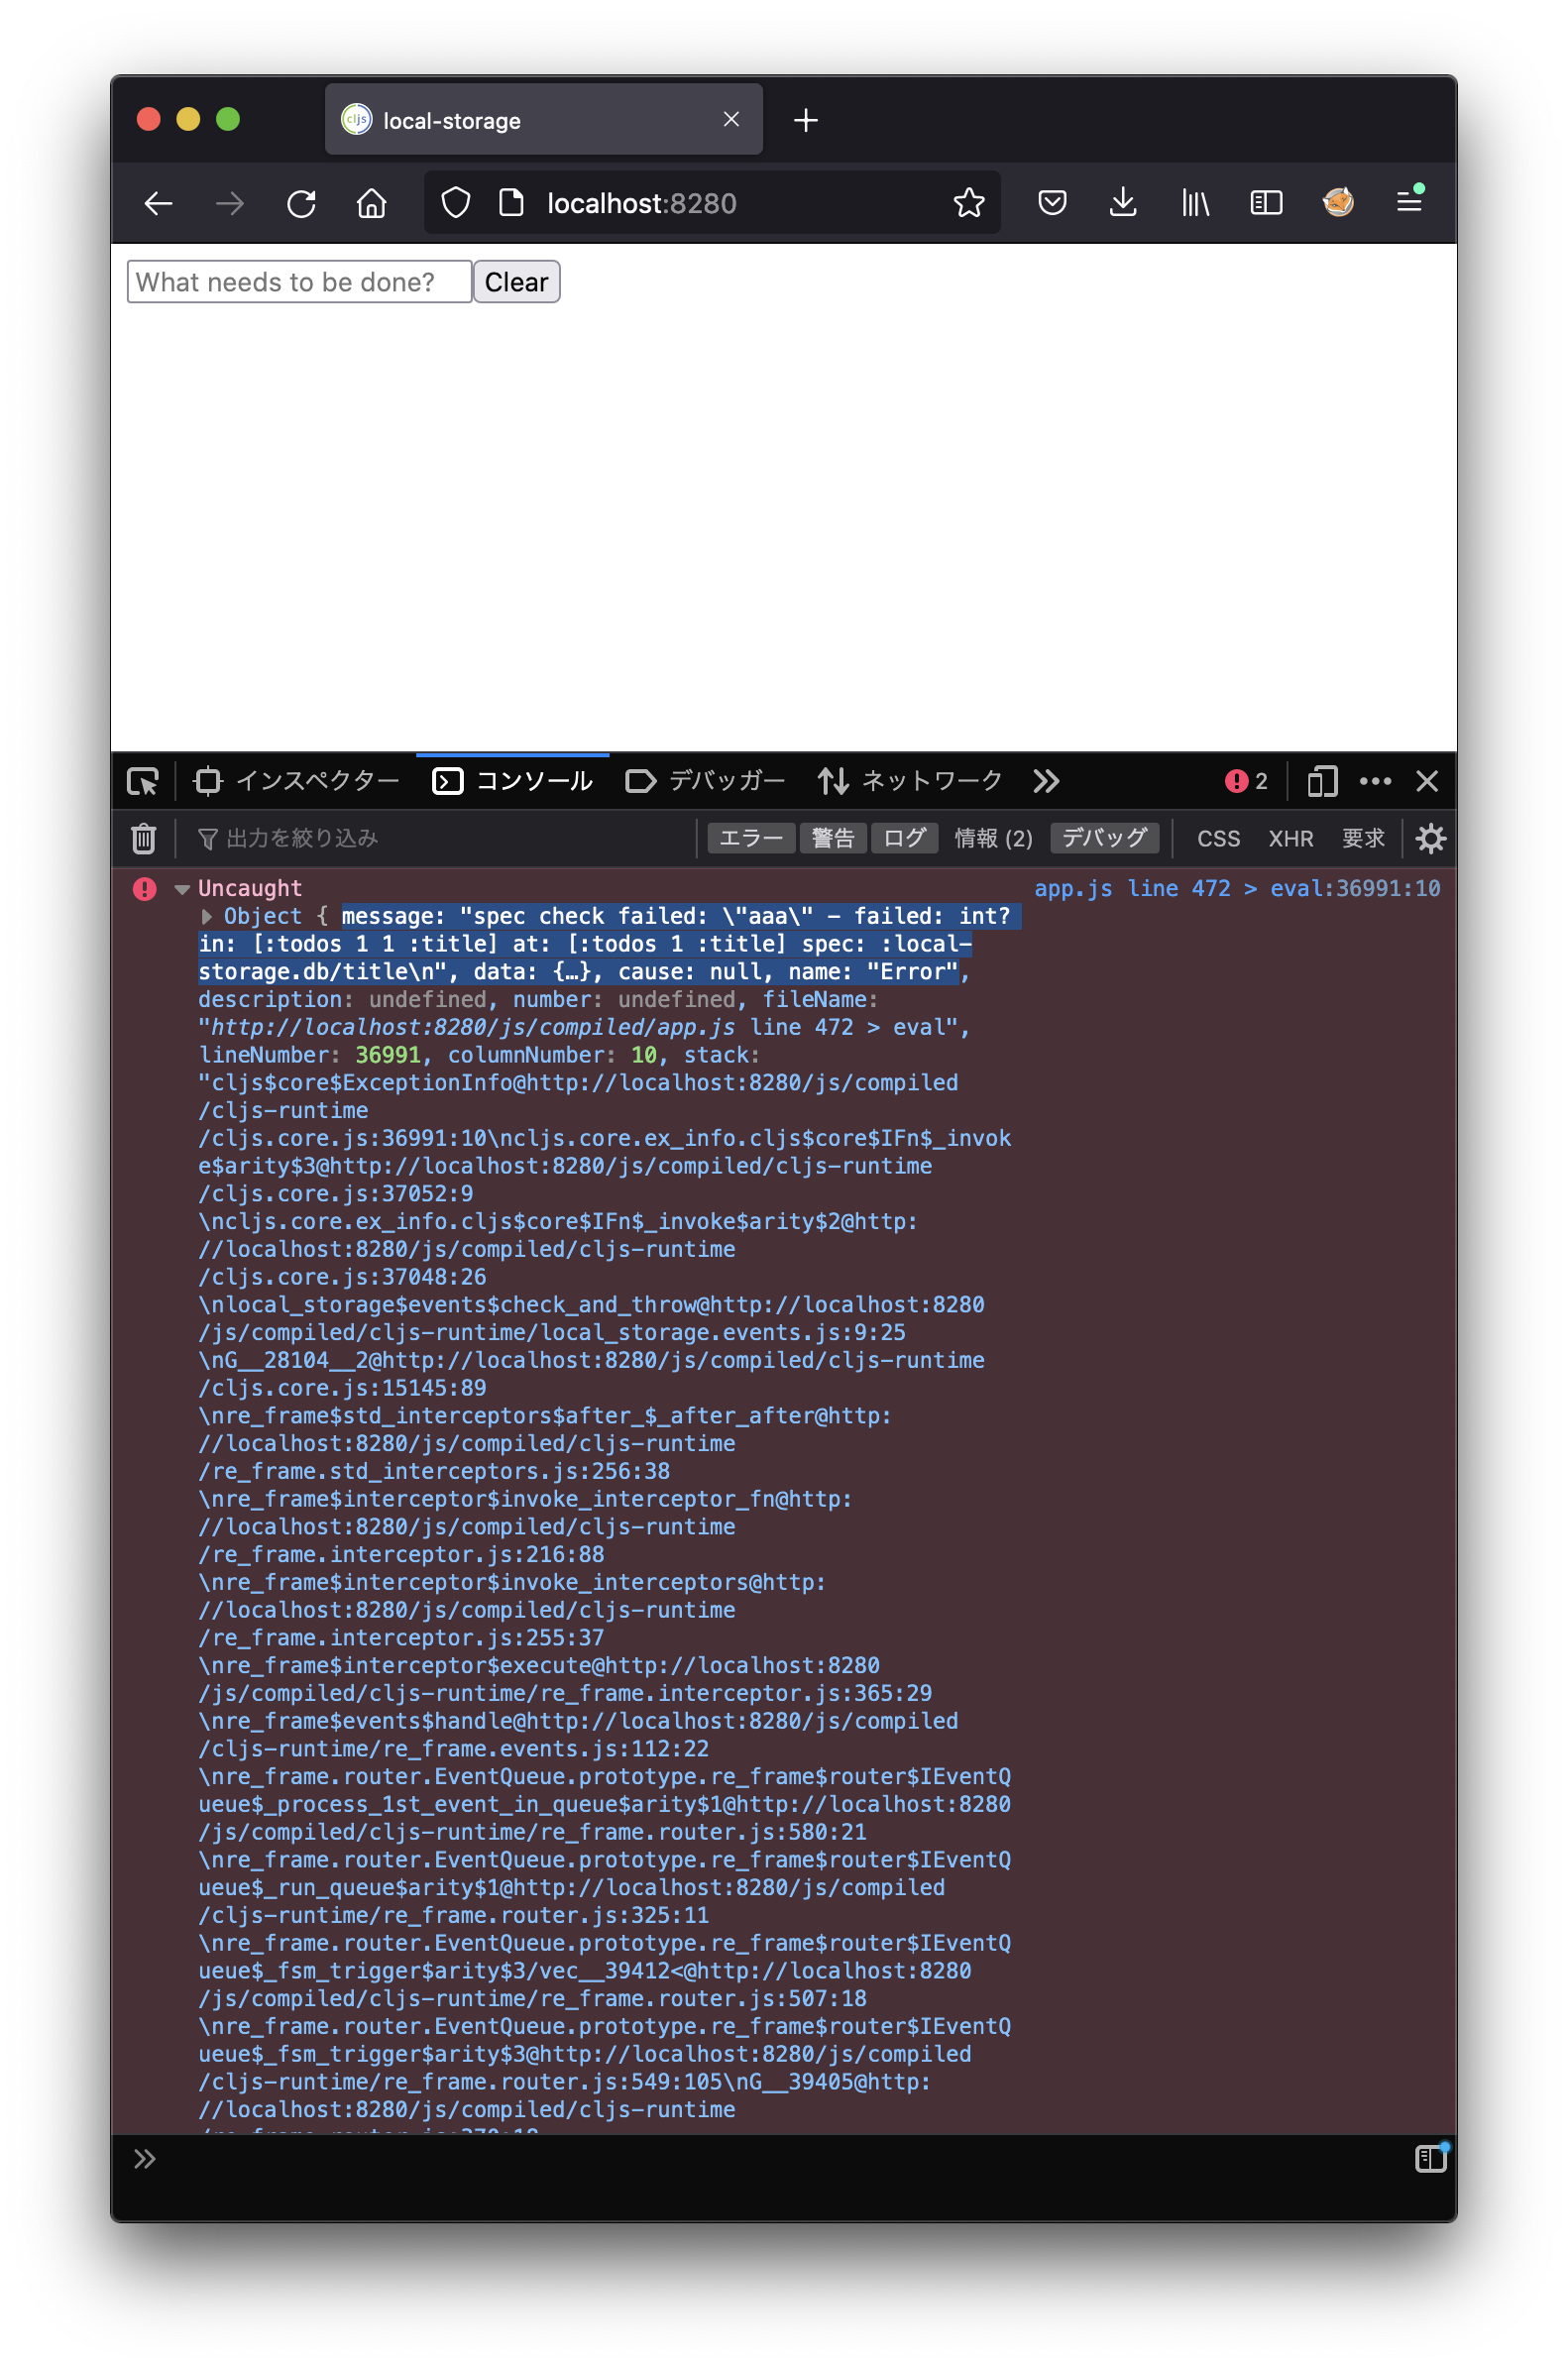 cljs
local-storage
localhost:8280
What needs to be done?
Clear
インスペクター
コンソール
デバッガー
ネットワーク
2
出力を絞り込み
エラー
警告
ログ
情報 (2)
デバッグ
CSS
XHR
要求
Uncaught
app.js line 472 > eval:36991:10
Object { message: "spec check failed: \"aaa\" – failed: int?
in: [:todos 1 1 :title] at: [:todos 1 :title] spec: :local-
storage.db/title\n", data: {…}, cause: null, name: "Error",
description: undefined, number: undefined, fileName:
"http://localhost:8280/js/compiled/app.js line 472 > eval",
lineNumber: 36991, columnNumber: 10, stack:
"cljs$core$ExceptionInfo@http://localhost:8280/js/compiled
/cljs-runtime
/cljs.core.js:36991:10\ncljs.core.ex_info.cljs$core$IFn$_invok
e$arity$3@http://localhost:8280/js/compiled/cljs-runtime
/cljs.core.js:37052:9
\ncljs.core.ex_info.cljs$core$IFn$_invoke$arity$2@http:
//localhost:8280/js/compiled/cljs-runtime
/cljs.core.js:37048:26
\nlocal_storage$events$check_and_throw@http://localhost:8280
/js/compiled/cljs-runtime/local_storage.events.js:9:25
\nG__28104__2@http://localhost:8280/js/compiled/cljs-runtime
/cljs.core.js:15145:89
\nre_frame$std_interceptors$after_$_after_after@http:
//localhost:8280/js/compiled/cljs-runtime
/re_frame.std_interceptors.js:256:38
\nre_frame$interceptor$invoke_interceptor_fn@http:
//localhost:8280/js/compiled/cljs-runtime
/re_frame.interceptor.js:216:88
\nre_frame$interceptor$invoke_interceptors@http:
//localhost:8280/js/compiled/cljs-runtime
/re_frame.interceptor.js:255:37
\nre_frame$interceptor$execute@http://localhost:8280
/js/compiled/cljs-runtime/re_frame.interceptor.js:365:29
\nre_frame$events$handle@http://localhost:8280/js/compiled
/cljs-runtime/re_frame.events.js:112:22
\nre_frame.router.EventQueue.prototype.re_frame$router$IEventQ
ueue$_process_1st_event_in_queue$arity$1@http://localhost:8280
/js/compiled/cljs-runtime/re_frame.router.js:580:21
\nre_frame.router.EventQueue.prototype.re_frame$router$IEventQ
ueue$_run_queue$arity$1@http://localhost:8280/js/compiled
/cljs-runtime/re_frame.router.js:325:11
\nre_frame.router.EventQueue.prototype.re_frame$router$IEventQ
ueue$_fsm_trigger$arity$3/vec__39412<@http://localhost:8280
/js/compiled/cljs-runtime/re_frame.router.js:507:18
\nre_frame.router.EventQueue.prototype.re_frame$router$IEventQ
ueue$_fsm_trigger$arity$3@http://localhost:8280/js/compiled
/cljs-runtime/re_frame.router.js:549:105\nG__39405@http:
//localhost:8280/js/compiled/cljs-runtime